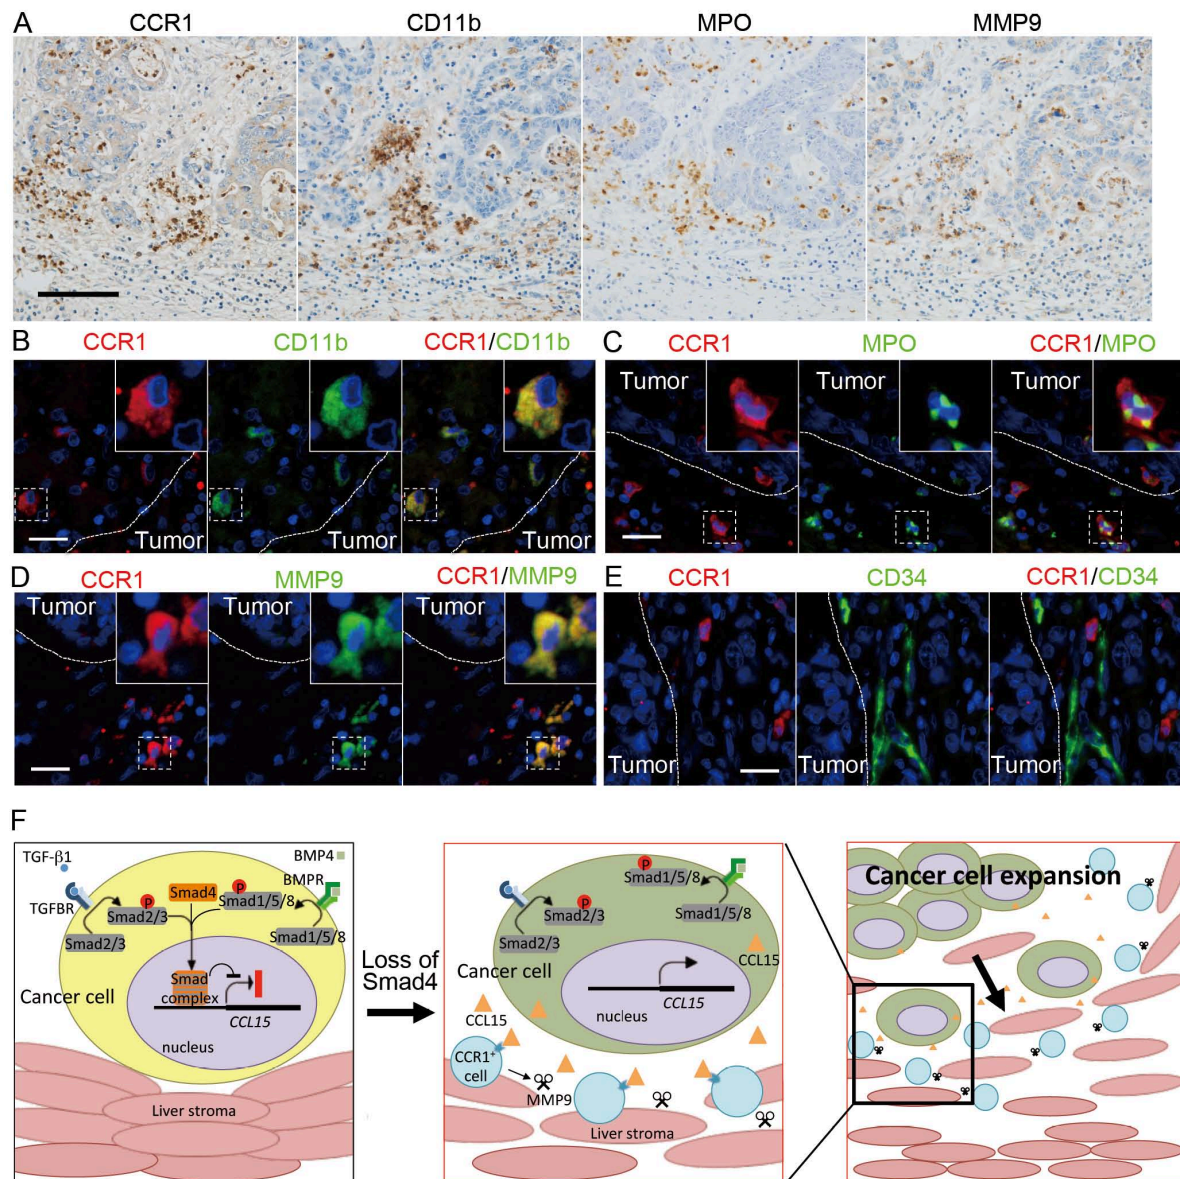 A
CCR1 CD11b MPO MMP9
B
CCR1 CD11b CCR1/CD11b
Tumor Tumor Tumor
C
CCR1 MPO CCR1/MPO
Tumor Tumor Tumor
D
CCR1 MMP9 CCR1/MMP9
Tumor Tumor Tumor
E
CCR1 CD34 CCR1/CD34
Tumor Tumor Tumor
F
TGF-β1
TGFBR
Smad2/3
P
Smad2/3
Smad4
P
Smad1/5/8
BMP4
BMPR
Smad1/5/8
Smad
complex
CCL15
nucleus
Cancer cell
Liver stroma
Loss of
Smad4
P
Smad1/5/8
P
Smad2/3
Smad2/3
Smad1/5/8
Cancer cell
CCL15
nucleus
CCL15
CCL15
CCR1⁺
cell
MMP9
Liver stroma
Cancer cell expansion